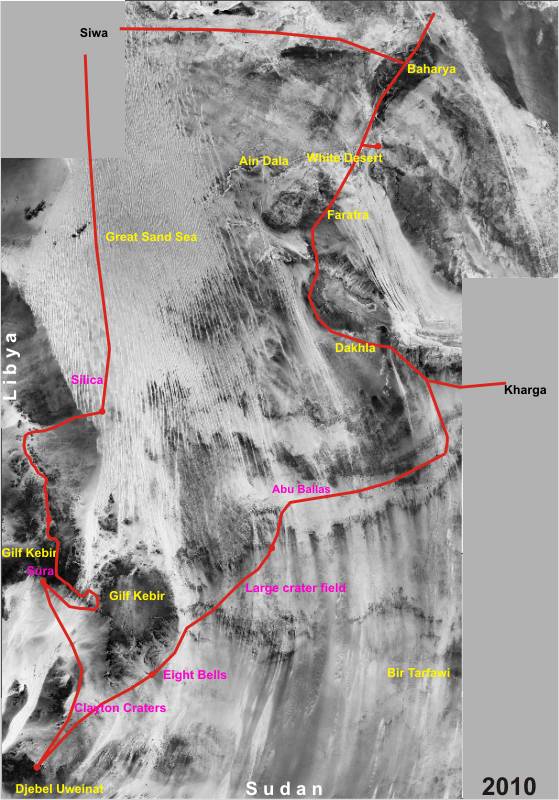 Siwa
Baharya
Ain Dala
White Desert
Farafra
Great Sand Sea
Libya
Dakhla
Silica
Kharga
Abu Ballas
Gilf Kebir
Sura
Large crater field
Gilf Kebir
Eight Bells
Bir Tarfawi
Clayton Craters
Djebel Uweinat
Sudan
2010